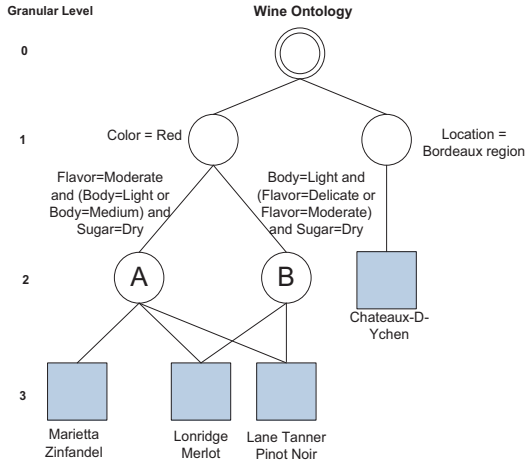 Granular Level
Wine Ontology
0
1
Color = Red
Location =
Bordeaux region
Flavor=Moderate
and (Body=Light or
Body=Medium) and
Sugar=Dry
Body=Light and
(Flavor=Delicate or
Flavor=Moderate)
and Sugar=Dry
2
A
B
Chateaux-D-
Ychen
3
Marietta
Zinfandel
Lonridge
Merlot
Lane Tanner
Pinot Noir